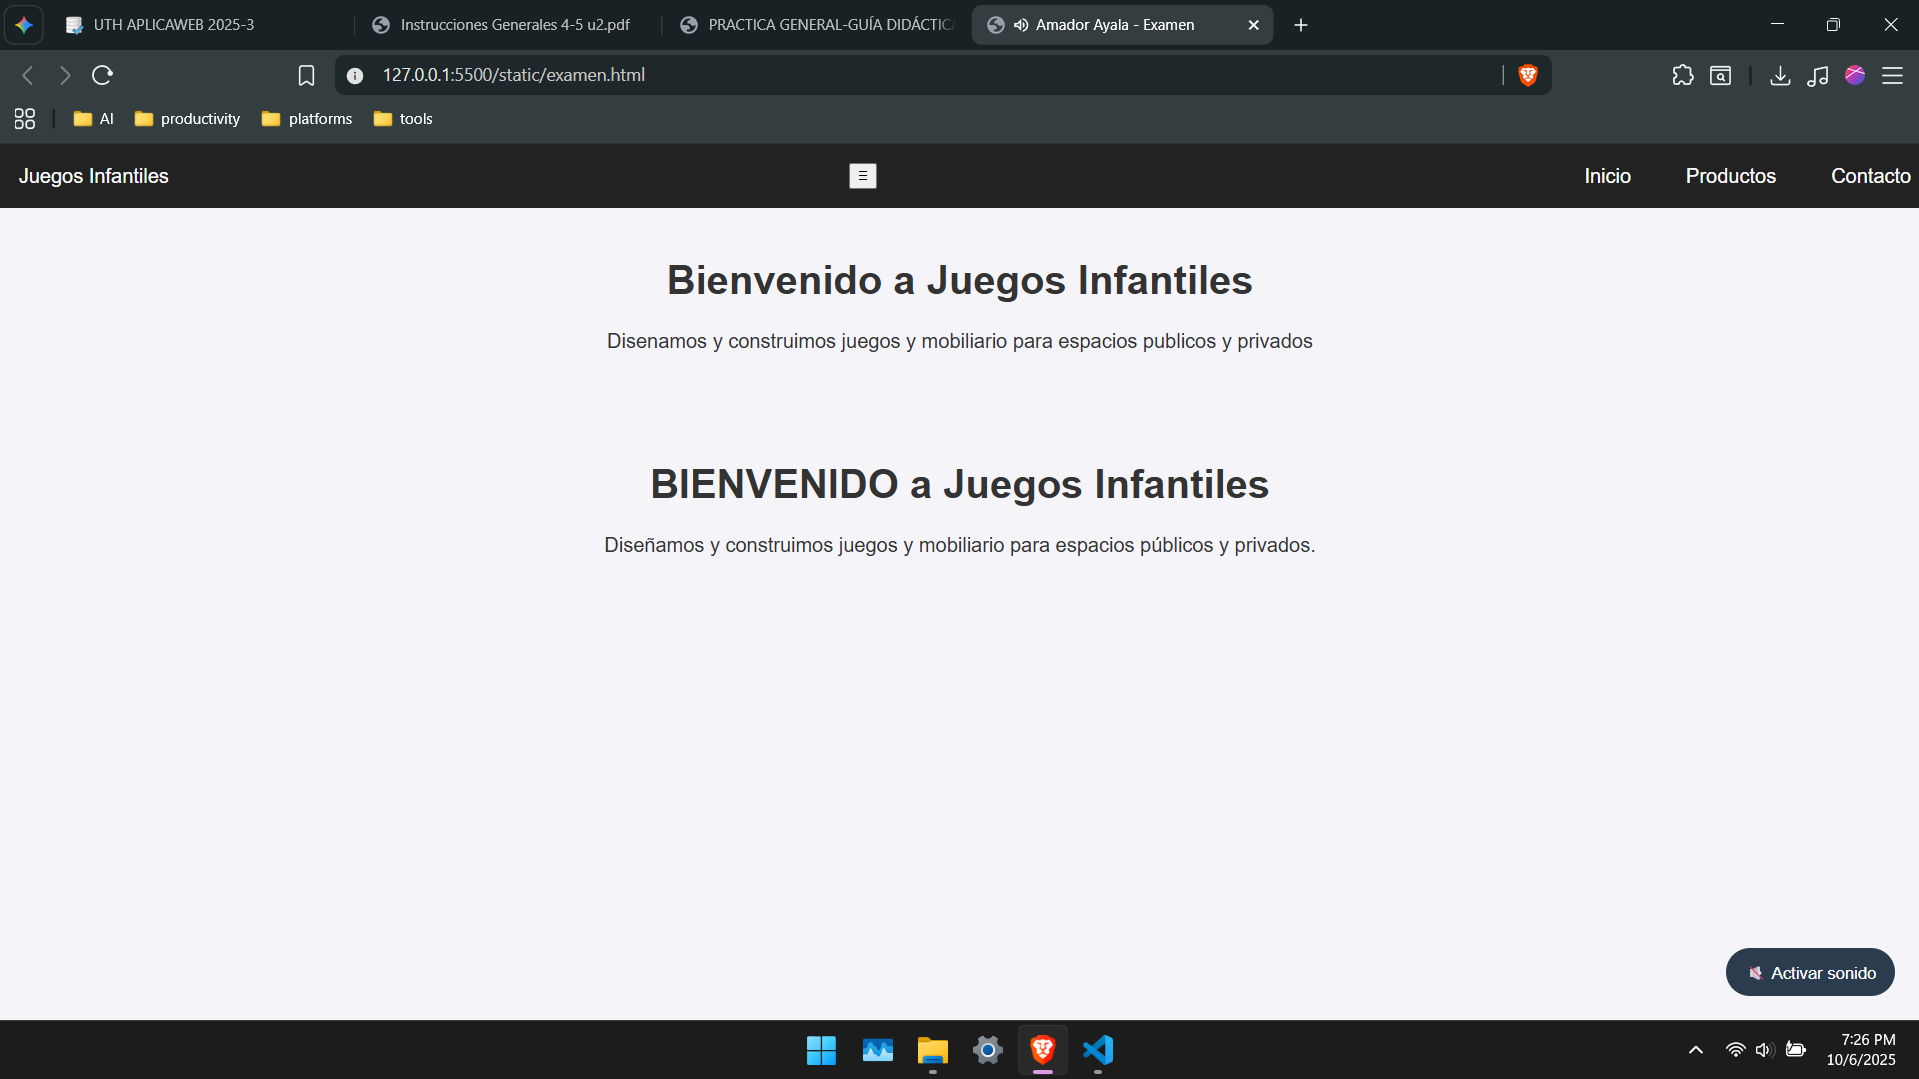 UTH APLICAWEB 2025-3
Instrucciones Generales 4-5 u2.pdf
PRACTICA GENERAL-GUÍA DIDÁCTICA
Amador Ayala - Examen
127.0.0.1:5500/static/examen.html
AI
productivity
platforms
tools
Juegos Infantiles
☰
Inicio
Productos
Contacto
Bienvenido a Juegos Infantiles
Disenamos y construimos juegos y mobiliario para espacios publicos y privados
BIENVENIDO a Juegos Infantiles
Diseñamos y construimos juegos y mobiliario para espacios públicos y privados.
Activar sonido
7:26 PM
10/6/2025